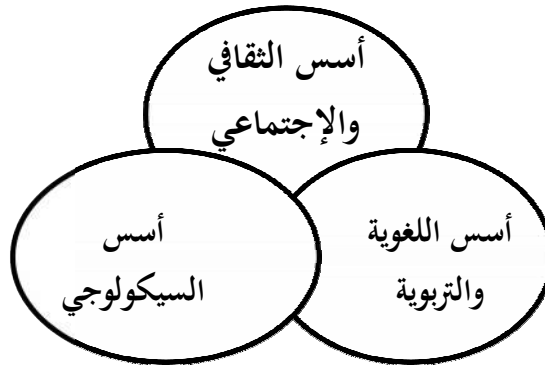 أسس الثقافي
والإجتماعي
أسس اللغوية
والتربوية
أسس
السيكولوجي